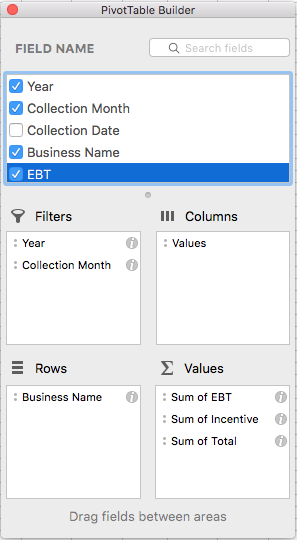 PivotTable Builder
FIELD NAME
Search fields
Year
Collection Month
Collection Date
Business Name
EBT
Filters
Columns
Year
Collection Month
Values
Rows
Values
Business Name
Sum of EBT
Sum of Incentive
Sum of Total
Drag fields between areas